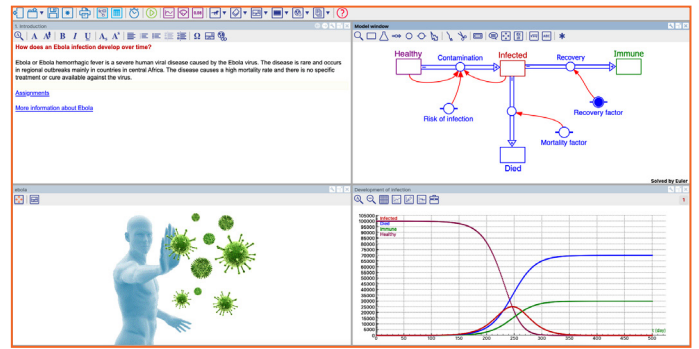 1. Introduction
How does an Ebola infection develop over time?
Ebola or Ebola hemorrhagic fever is a severe human viral disease caused by the Ebola virus. The disease is rare and occurs
in regional outbreaks mainly in countries in central Africa. The disease causes a high mortality rate and there is no specific
treatment or cure available against the virus.
Assignments
More information about Ebola
Model window
Healthy
Contamination
Infected
Recovery
Immune
Risk of infection
Recovery factor
Mortality factor
Died
Solved by Euler
ebola
Development of infection
1
Infected
Died
Immune
Healthy
105000
100000
95000
90000
85000
80000
75000
70000
65000
60000
55000
50000
45000
40000
35000
30000
25000
20000
15000
10000
5000
0
0 50 100 150 200 250 300 350 400 450 500
t (day)